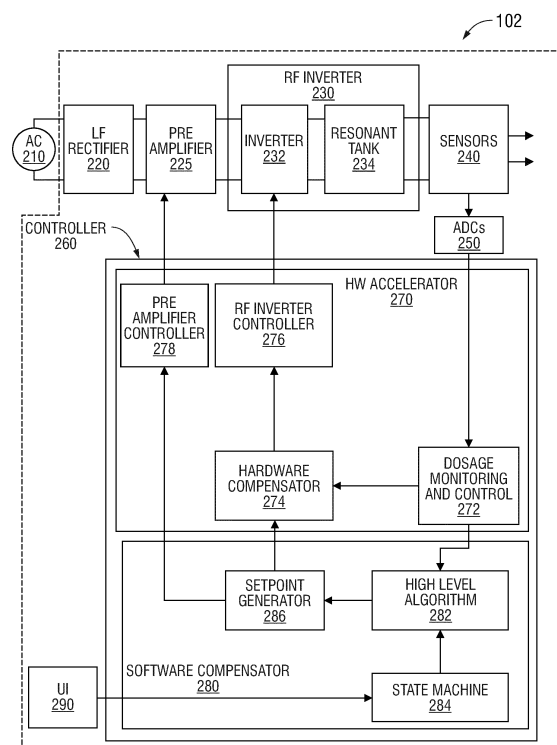 102
RF INVERTER
230
AC
210
LF
RECTIFIER
220
PRE
AMPLIFIER
225
INVERTER
232
RESONANT
TANK
234
SENSORS
240
CONTROLLER
260
ADCs
250
HW ACCELERATOR
270
PRE
AMPLIFIER
CONTROLLER
278
RF INVERTER
CONTROLLER
276
HARDWARE
COMPENSATOR
274
DOSAGE
MONITORING
AND CONTROL
272
SETPOINT
GENERATOR
286
HIGH LEVEL
ALGORITHM
282
SOFTWARE COMPENSATOR
280
UI
290
STATE MACHINE
284